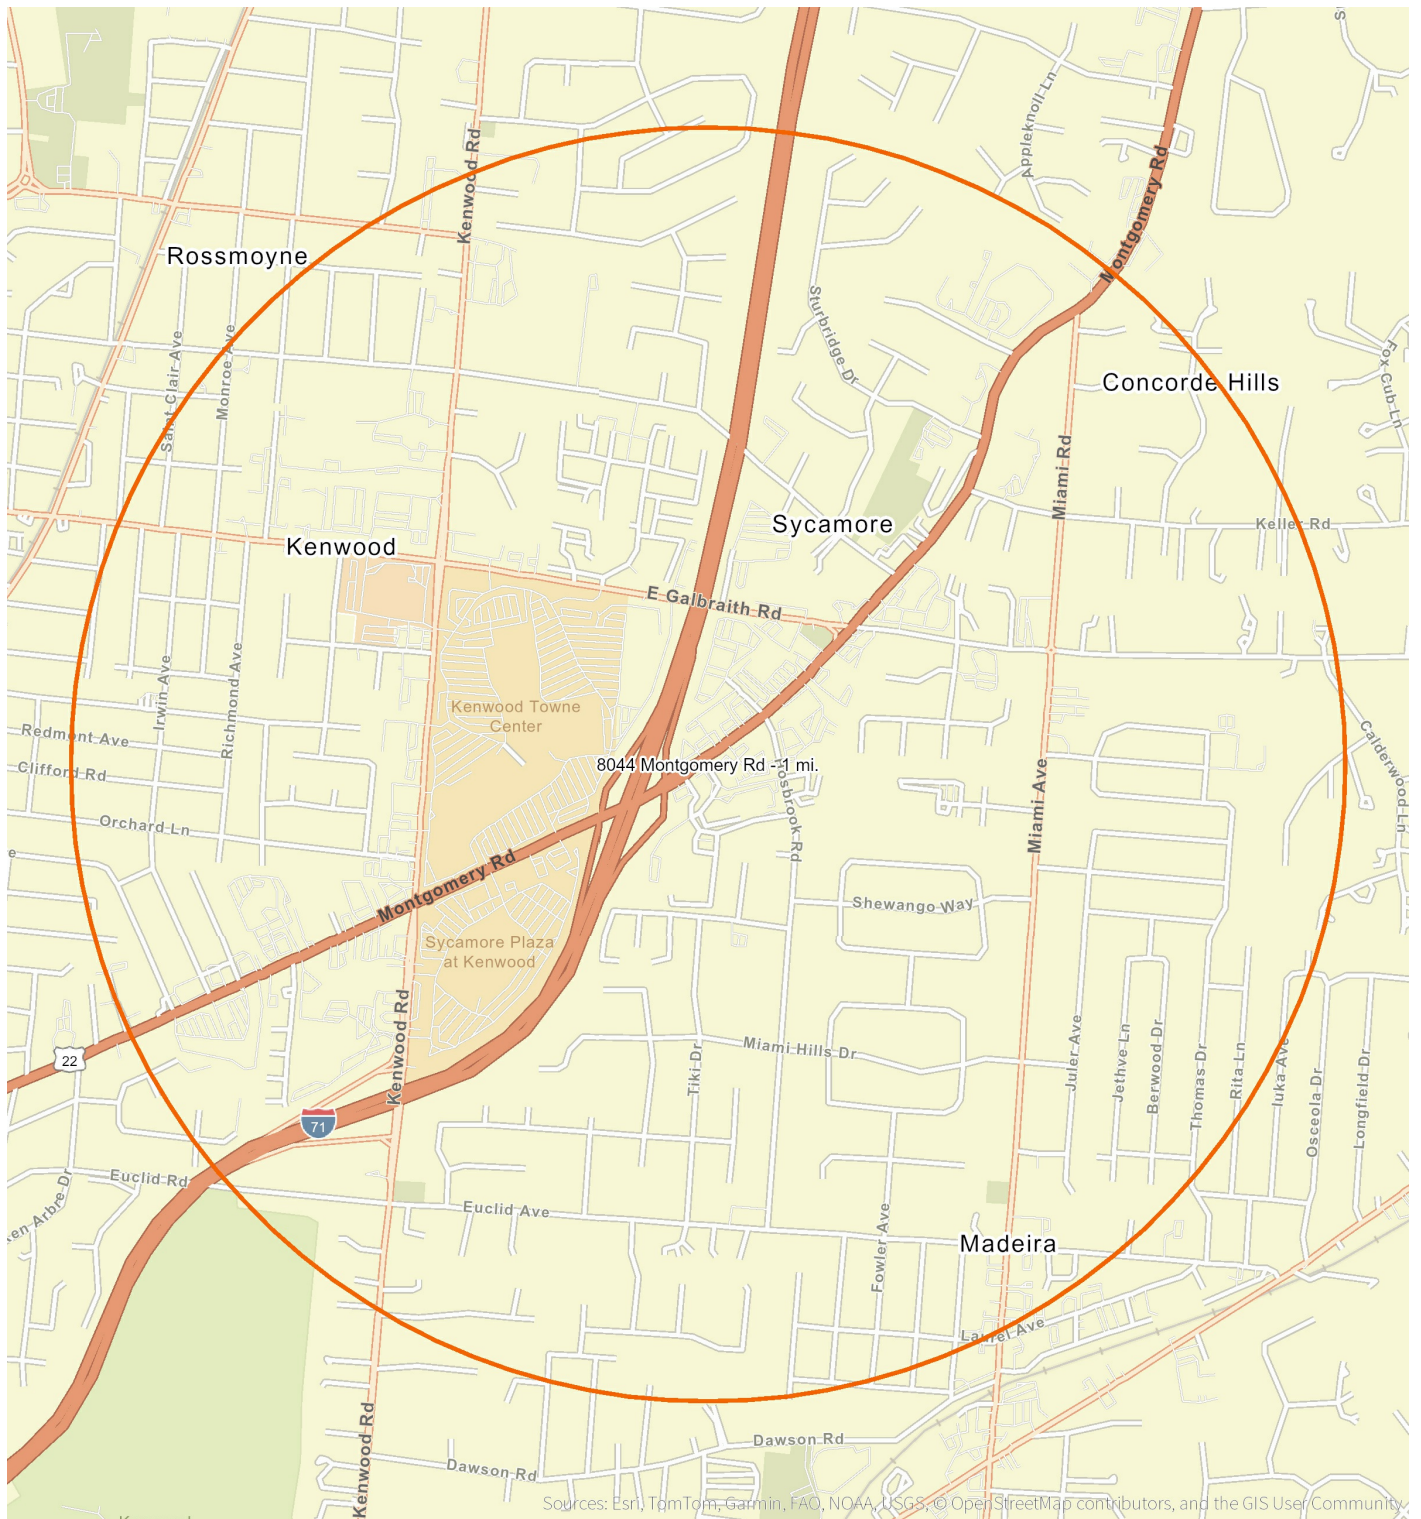 Kenwood Rd
Appleknoll Ln
Montgomery Rd
Rossmoyne
Sturbridge Dr
Saint Clair Ave
Monroe Ave
Concorde Hills
Fox Cub Ln
Miami Rd
Sycamore
Keller Rd
Kenwood
E Galbraith Rd
Irwin Ave
Richmond Ave
Kenwood Towne
Center
Redmont Ave
Clifford Rd
8044 Montgomery Rd - 1 mi.
Calderwood Ln
Miami Ave
Orchard Ln
Montgomery Rd
Shewango Way
Sycamore Plaza
at Kenwood
Kenwood Rd
22
Tiki Dr
Miami Hills Dr
Juler Ave
Jethve Ln
Berwood Dr
Thomas Dr
Rita Ln
Iuka Ave
Osceola Dr
Longfield Dr
71
Euclid Rd
Euclid Ave
Fowler Ave
Madeira
Laurel Ave
Kenwood Rd
Dawson Rd
Dawson Rd
Sources: Esri, TomTom, Garmin, FAO, NOAA, USGS, © OpenStreetMap contributors, and the GIS User Community